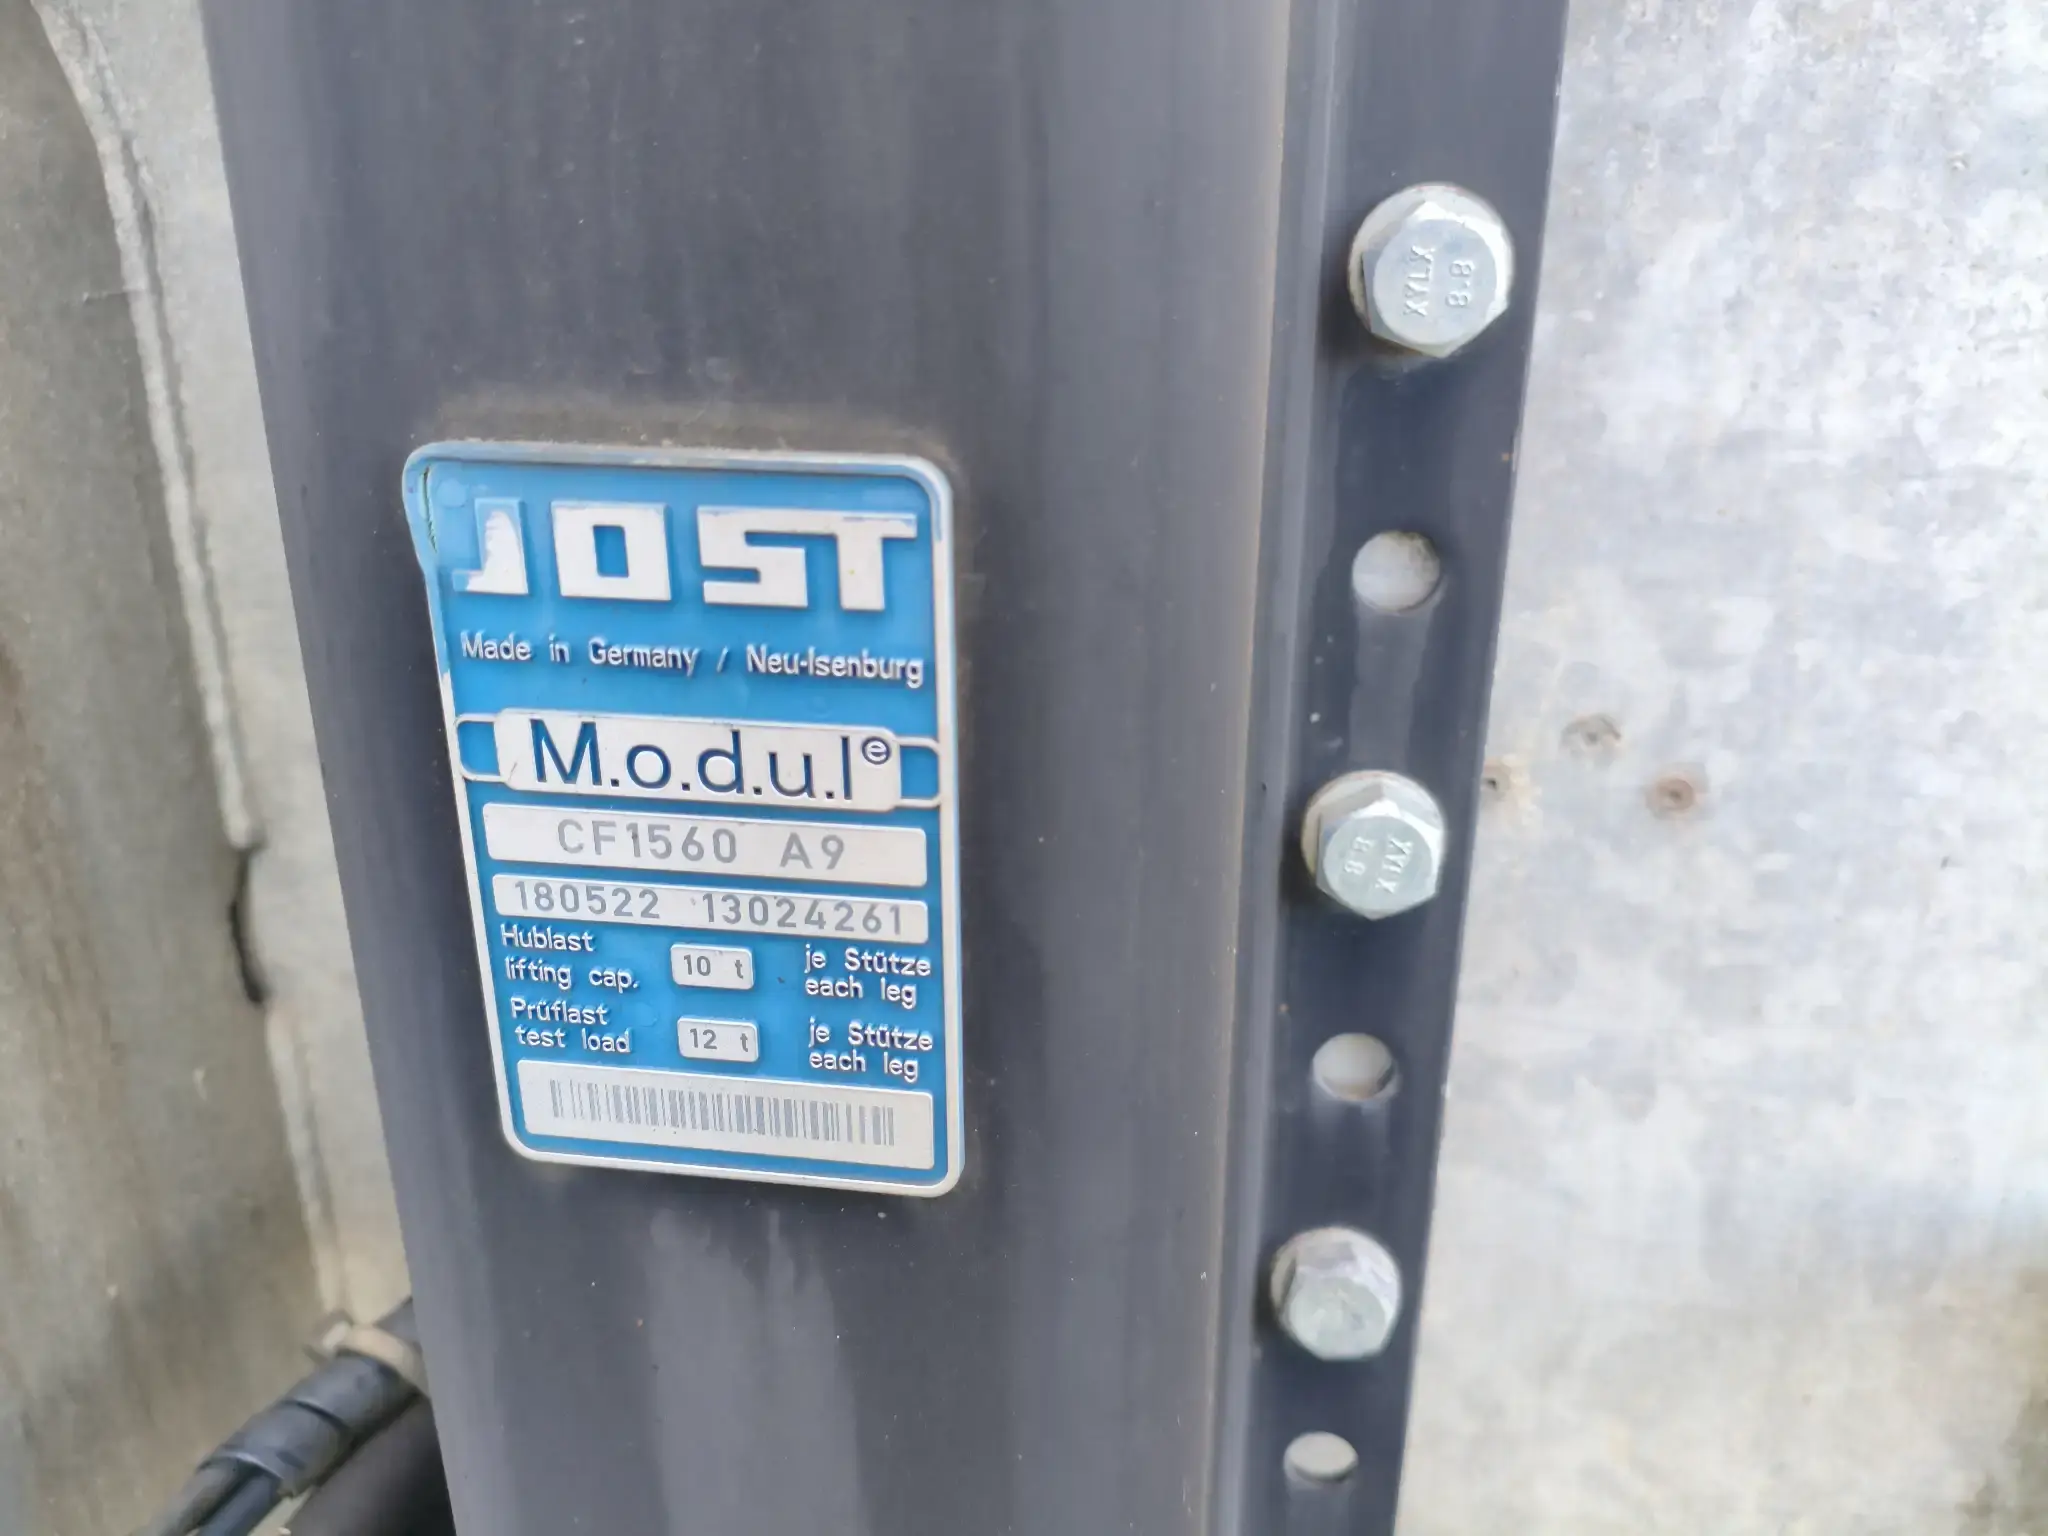 JOST
Made in Germany / Neu-Isenburg
M.o.d.u.l e
CF1560 A9
180522 13024261
Hublast
lifting cap.
10 t
je Stütze
each leg
Prüflast
test load
12 t
je Stütze
each leg
XYLX
8.8
8.8